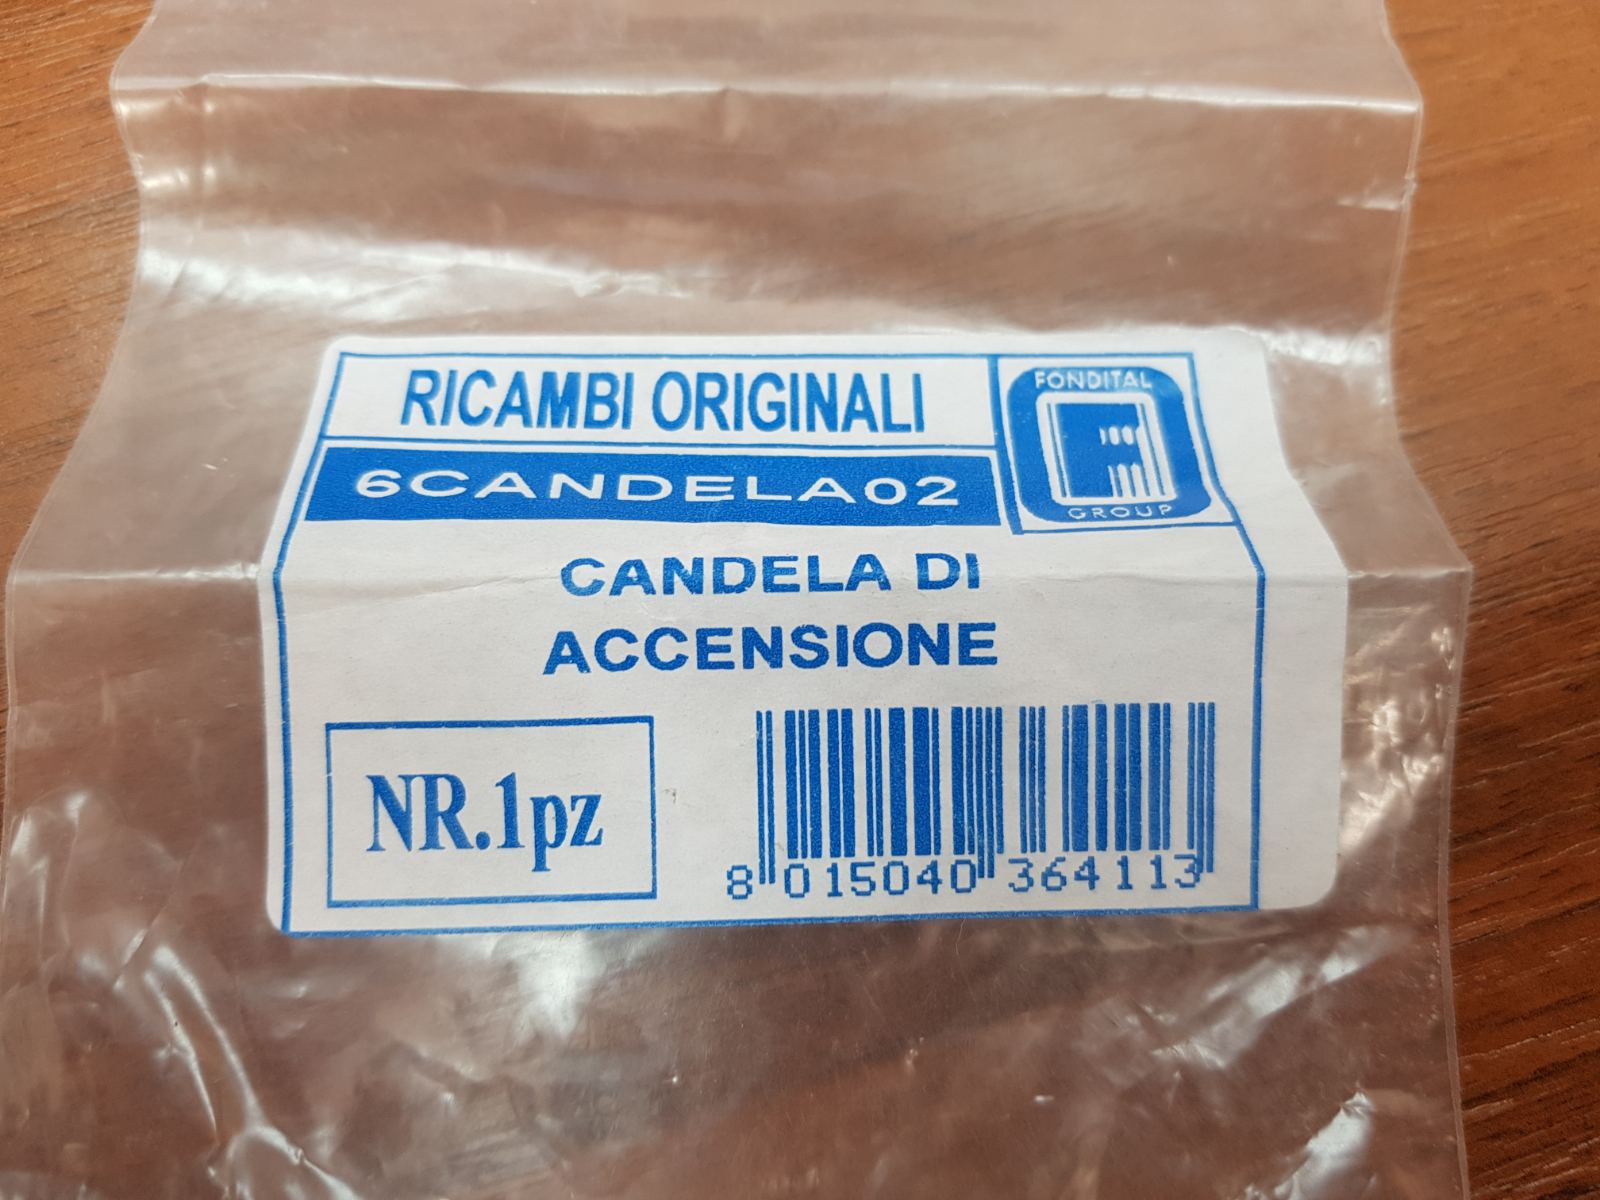 RICAMBI ORIGINALI
FONDITAL
GROUP
6CANDELA02
CANDELA DI
ACCENSIONE
NR.1pz
8 015040 364113